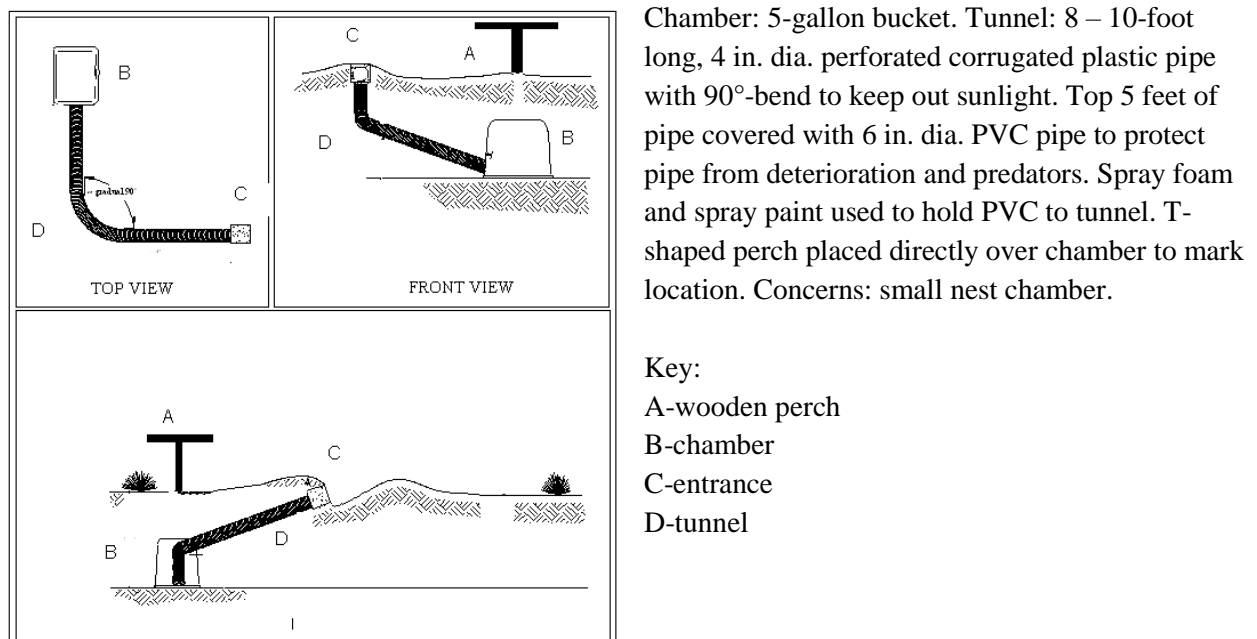 B
C
gradual 90°
D
TOP VIEW
C
A
D
B
FRONT VIEW
A
C
B
D
Chamber: 5-gallon bucket. Tunnel: 8 – 10-foot
long, 4 in. dia. perforated corrugated plastic pipe
with 90°-bend to keep out sunlight. Top 5 feet of
pipe covered with 6 in. dia. PVC pipe to protect
pipe from deterioration and predators. Spray foam
and spray paint used to hold PVC to tunnel. T-
shaped perch placed directly over chamber to mark
location. Concerns: small nest chamber.
Key:
A-wooden perch
B-chamber
C-entrance
D-tunnel